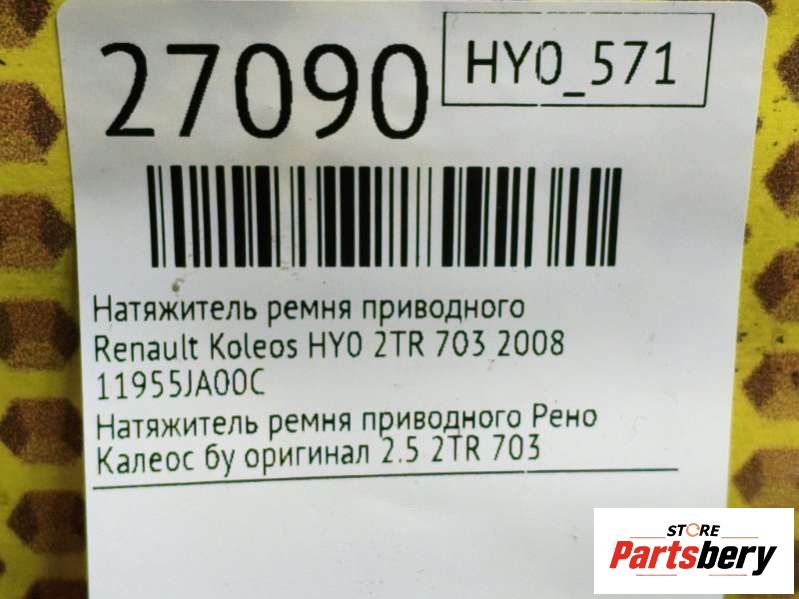 27090
HY0_571
Натяжитель ремня приводного
Renault Koleos HY0 2TR 703 2008
11955JA00C
Натяжитель ремня приводного Рено
Калеос бу оригинал 2.5 2TR 703
STORE
Partsbery